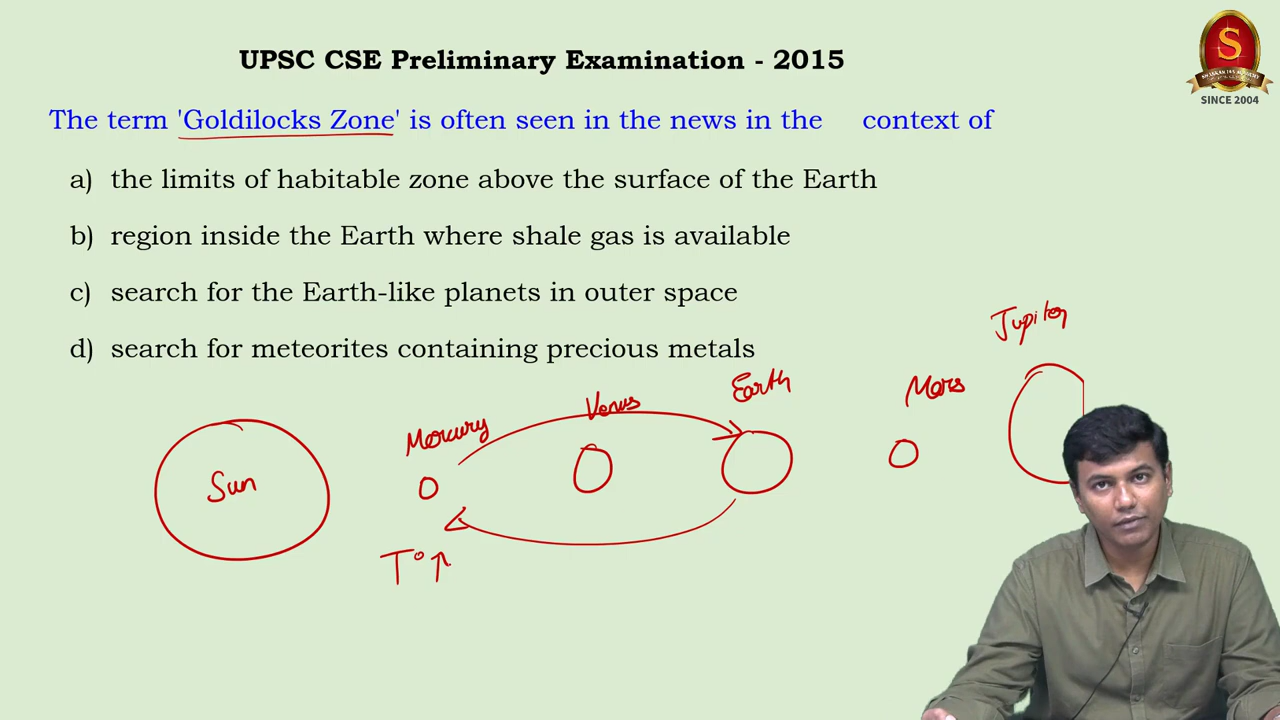 UPSC CSE Preliminary Examination - 2015
S
SHANKAR IAS ACADEMY
SINCE 2004
The term 'Goldilocks Zone' is often seen in the news in the context of
a) the limits of habitable zone above the surface of the Earth
b) region inside the Earth where shale gas is available
c) search for the Earth-like planets in outer space
d) search for meteorites containing precious metals
Jupiter
Earth
Mars
Venus
Mercury
Sun
T°↑